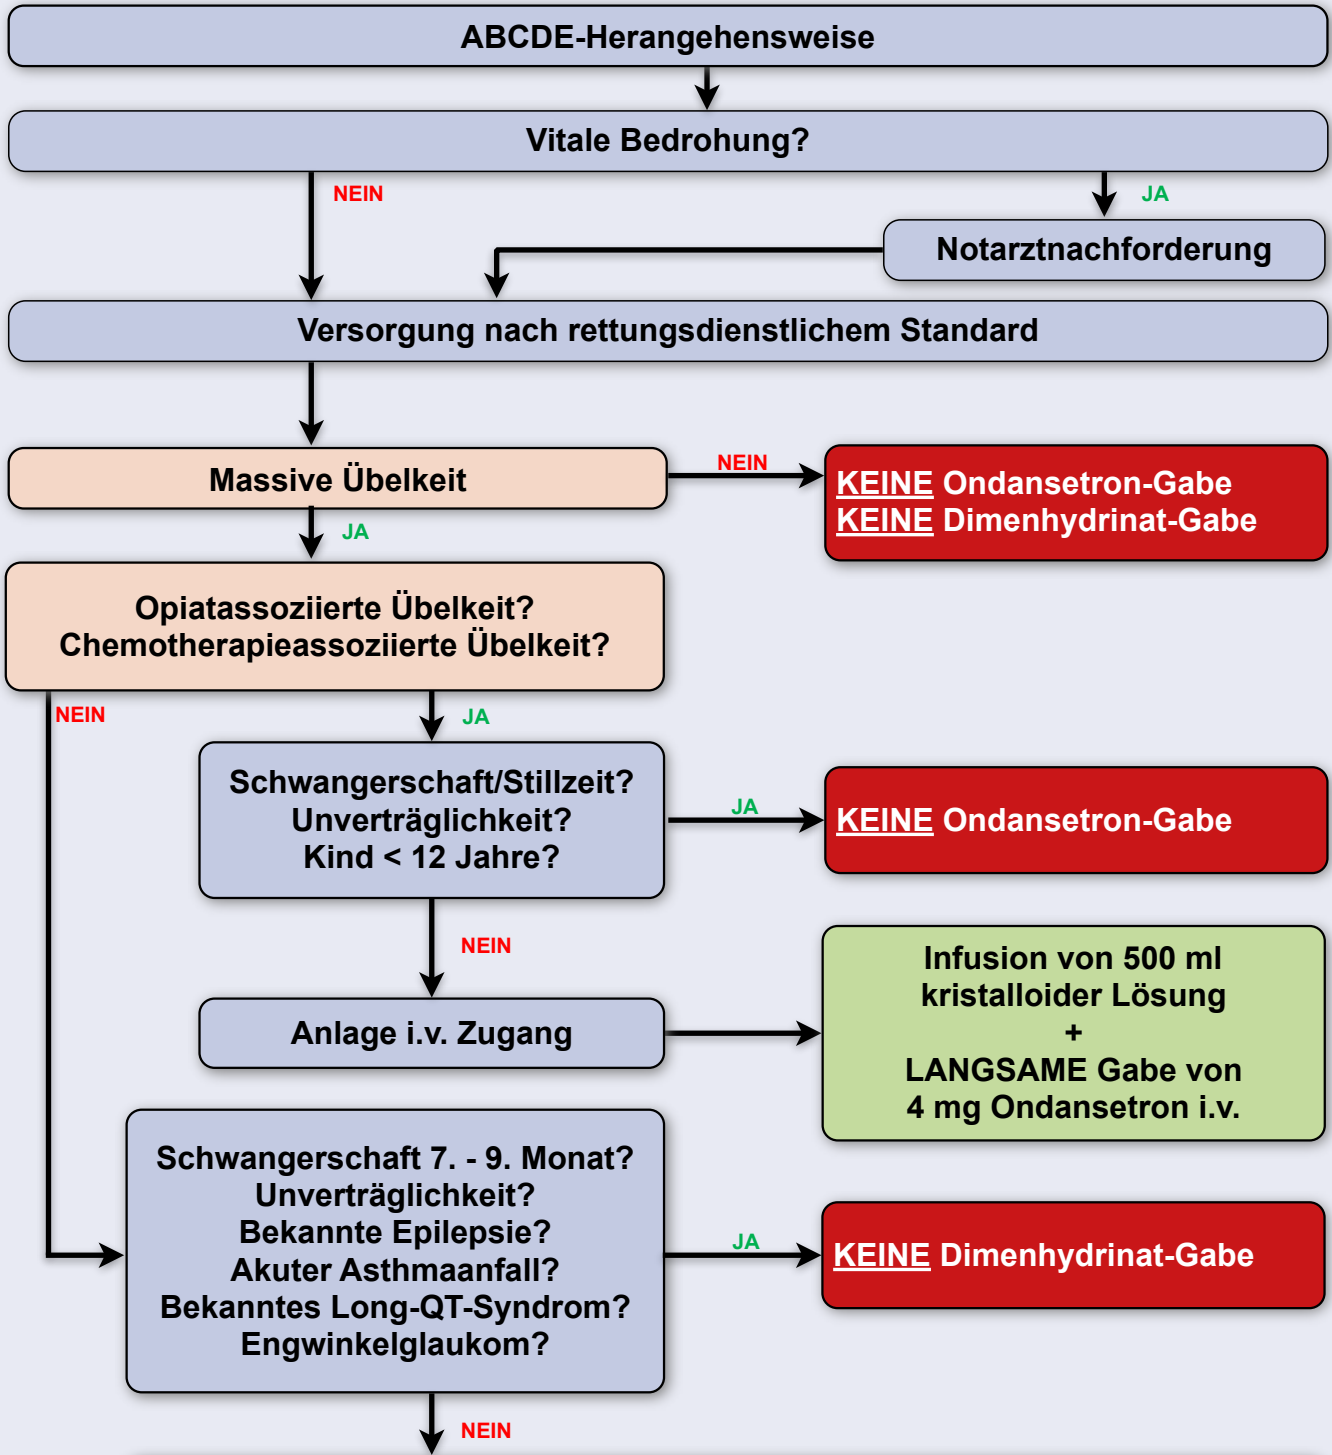 ABCDE-Herangehensweise
Vitale Bedrohung?
NEIN
JA
Notarztnachforderung
Versorgung nach rettungsdienstlichem Standard
Massive Übelkeit
NEIN
KEINE Ondansetron-Gabe
KEINE Dimenhydrinat-Gabe
JA
Opiatassoziierte Übelkeit?
Chemotherapieassoziierte Übelkeit?
NEIN
JA
Schwangerschaft/Stillzeit?
Unverträglichkeit?
Kind < 12 Jahre?
JA
KEINE Ondansetron-Gabe
NEIN
Anlage i.v. Zugang
Infusion von 500 ml
kristalloider Lösung
+
LANGSAME Gabe von
4 mg Ondansetron i.v.
Schwangerschaft 7. - 9. Monat?
Unverträglichkeit?
Bekannte Epilepsie?
Akuter Asthmaanfall?
Bekanntes Long-QT-Syndrom?
Engwinkelglaukom?
JA
KEINE Dimenhydrinat-Gabe
NEIN